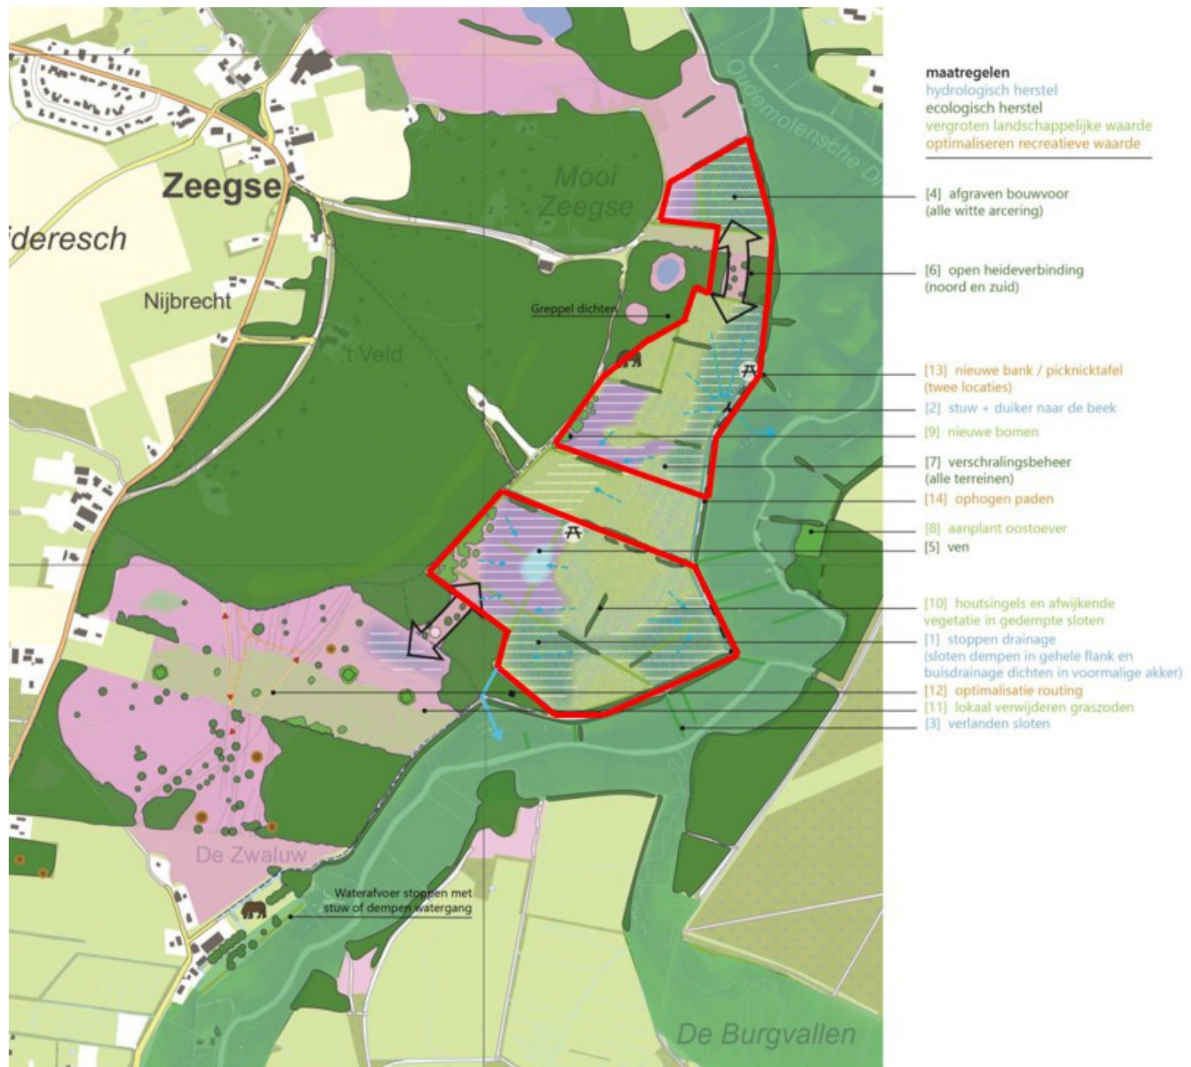 Zeegse
Mooi
Zeegse
Oudemolensche Di
jderesch
Nijbrecht
't Veld
Greppel dichten
De Zwaluw
Waterafvoer stoppen met
stuw of dempen watergang
De Burgvallen
maatregelen
hydrologisch herstel
ecologisch herstel
vergroten landschappelijke waarde
optimaliseren recreatieve waarde
[4] afgraven bouwvoor
(alle witte arcering)
[6] open heideverbinding
(noord en zuid)
[13] nieuwe bank / picknicktafel
(twee locaties)
[2] stuw + duiker naar de beek
[9] nieuwe bomen
[7] verschralingsbeheer
(alle terreinen)
[14] ophogen paden
[8] aanplant oostoever
[5] ven
[10] houtsingels en afwijkende
vegetatie in gedempte sloten
[1] stoppen drainage
(sloten dempen in gehele flank en
buisdrainage dichten in voormalige akker)
[12] optimalisatie routing
[11] lokaal verwijderen graszoden
[3] verlanden sloten